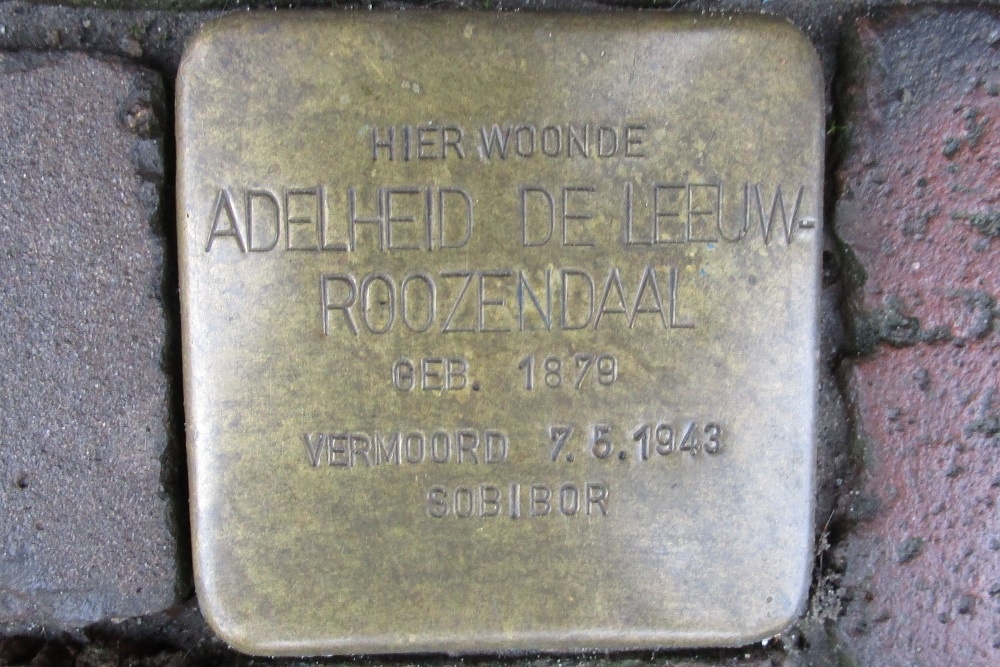 HIER WOONDE
ADELHEID DE LEEUW-
ROOZENDAAL
GEB. 1879
VERMOORD 7.5.1943
SOBIBOR